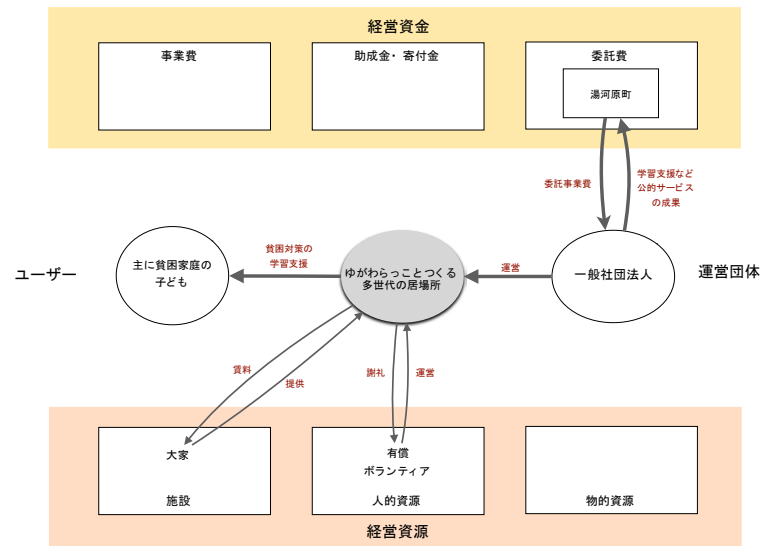 経営資金
事業費
助成金・寄付金
委託費
湯河原町
委託事業費
学習支援など
公的サービス
の成果
ユーザー
主に貧困家庭の
子ども
貧困対策の
学習支援
ゆがわらっことつくる
多世代の居場所
運営
一般社団法人
運営団体
賃料
提供
謝礼
運営
大家
施設
有償
ボランティア
人的資源
物的資源
経営資源